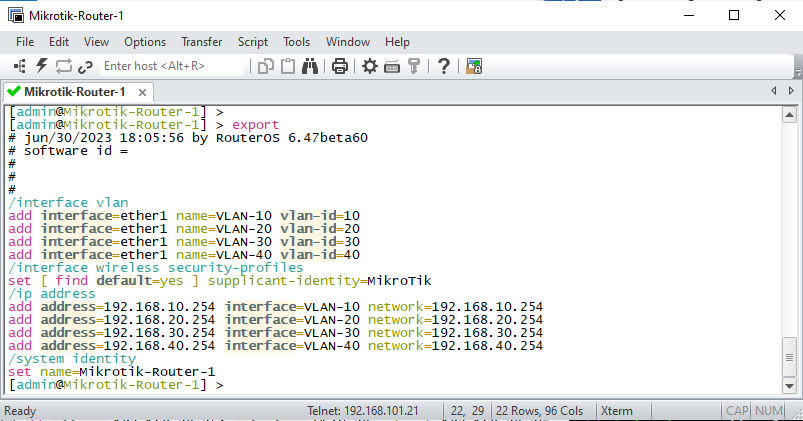 Mikrotik-Router-1
File Edit View Options Transfer Script Tools Window Help
Enter host <Alt+R>
Mikrotik-Router-1
[admin@Mikrotik-Router-1] >
[admin@Mikrotik-Router-1] > export
# jun/30/2023 18:05:56 by RouterOS 6.47beta60
# software id =
#
#
#
/interface vlan
add interface=ether1 name=VLAN-10 vlan-id=10
add interface=ether1 name=VLAN-20 vlan-id=20
add interface=ether1 name=VLAN-30 vlan-id=30
add interface=ether1 name=VLAN-40 vlan-id=40
/interface wireless security-profiles
set [ find default=yes ] supplicant-identity=MikroTik
/ip address
add address=192.168.10.254 interface=VLAN-10 network=192.168.10.254
add address=192.168.20.254 interface=VLAN-20 network=192.168.20.254
add address=192.168.30.254 interface=VLAN-30 network=192.168.30.254
add address=192.168.40.254 interface=VLAN-40 network=192.168.40.254
/system identity
set name=Mikrotik-Router-1
[admin@Mikrotik-Router-1] >
Ready Telnet: 192.168.101.21 22, 29 22 Rows, 96 Cols Xterm CAP NUM